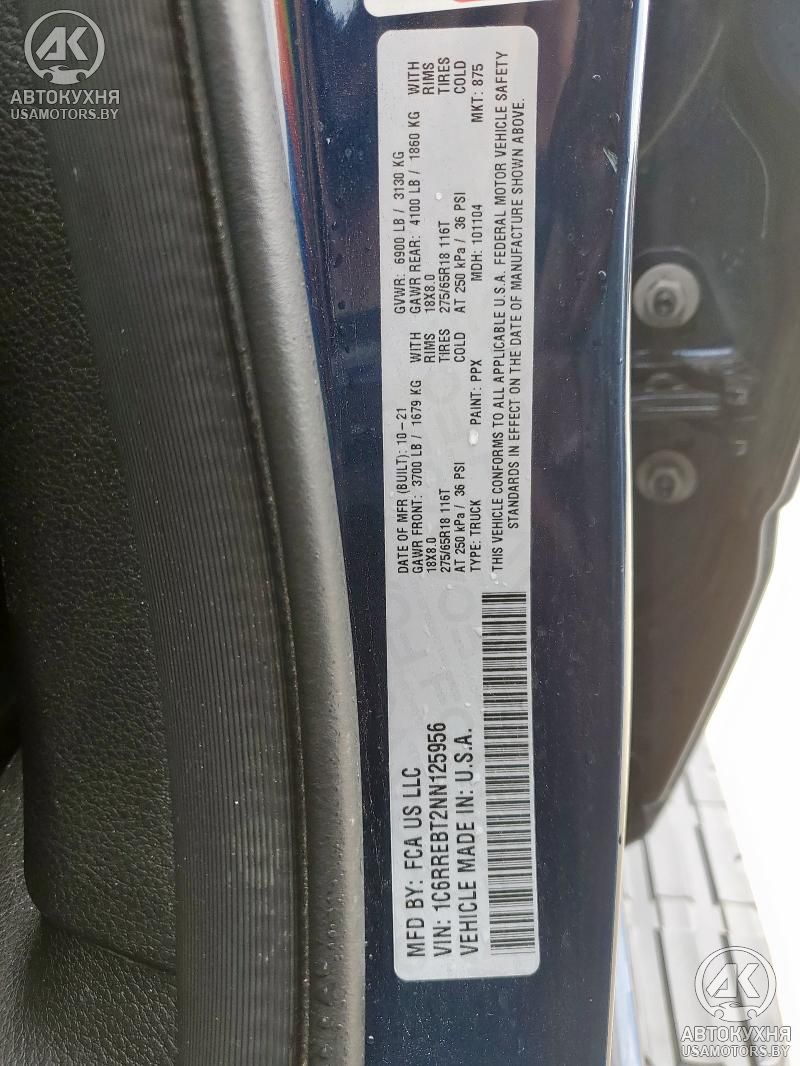 AK
АВТОКУХНЯ
USAMOTORS.BY
MFD BY: FCA US LLC
VIN: 1C6RREBT2NN125956
VEHICLE MADE IN: U.S.A.
DATE OF MFR (BUILT): 10-21 GVWR: 6900 LB / 3130 KG
GAWR FRONT: 3700 LB / 1679 KG WITH GAWR REAR: 4100 LB / 1860 KG WITH
18X8.0 RIMS 18X8.0 RIMS
275/65R18 116T TIRES 275/65R18 116T TIRES
AT 250 kPa / 36 PSI COLD AT 250 kPa / 36 PSI COLD
TYPE: TRUCK PAINT: PPX MDH: 101104 MKT: 875
THIS VEHICLE CONFORMS TO ALL APPLICABLE U.S.A. FEDERAL MOTOR VEHICLE SAFETY
STANDARDS IN EFFECT ON THE DATE OF MANUFACTURE SHOWN ABOVE.
AK
АВТОКУХНЯ
USAMOTORS.BY